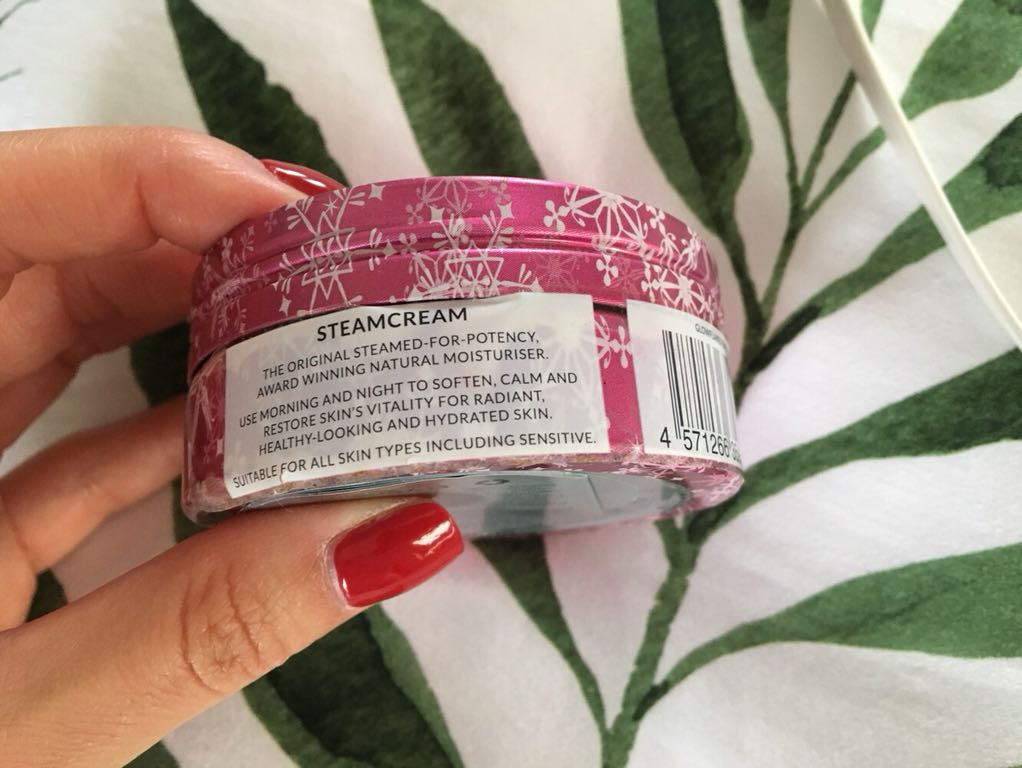 STEAMCREAM
THE ORIGINAL STEAMED-FOR-POTENCY,
AWARD WINNING NATURAL MOISTURISER.
USE MORNING AND NIGHT TO SOFTEN, CALM AND
RESTORE SKIN'S VITALITY FOR RADIANT,
HEALTHY-LOOKING AND HYDRATED SKIN.
SUITABLE FOR ALL SKIN TYPES INCLUDING SENSITIVE.
4 571266